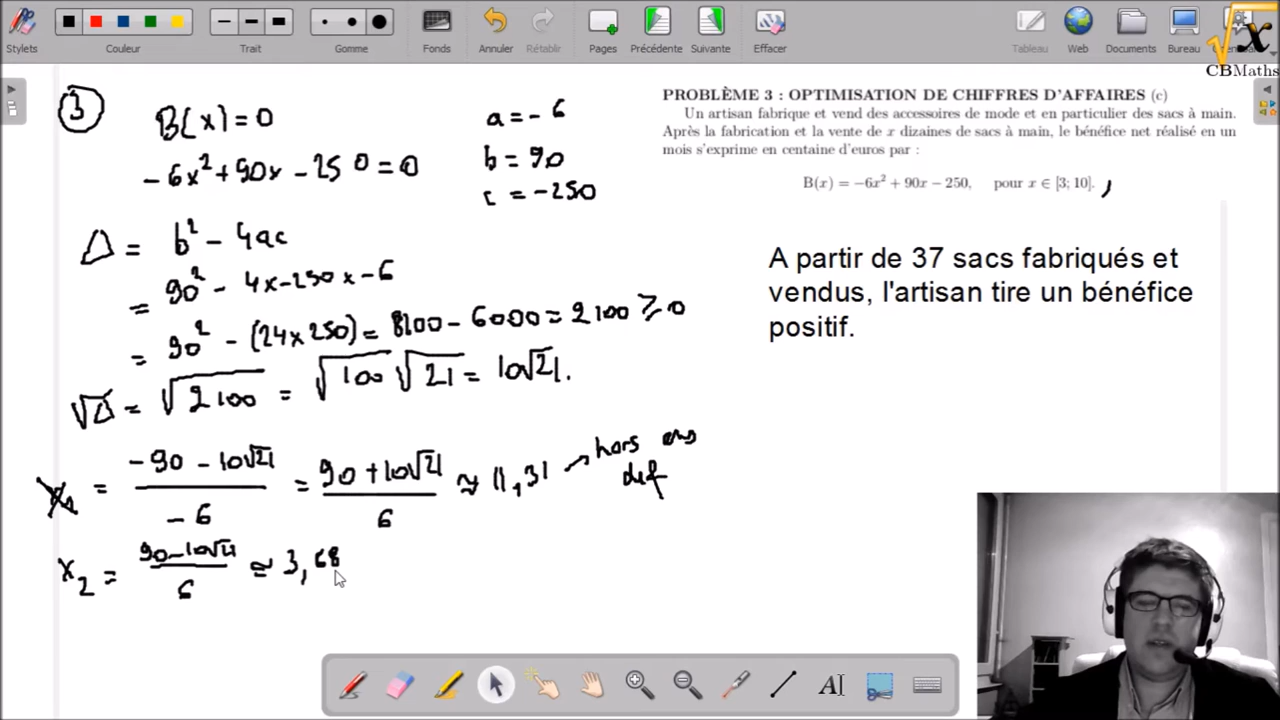 Stylets Couleur Trait Gomme Fonds Annuler Rétablir Pages Précédente Suivante Effacer Tableau Web Documents Bureau
CBMaths
3
B(x) = 0
-6x² + 90x - 250 = 0
a = -6
b = 90
c = -250
Δ = b² - 4ac
= 90² - 4x-250x-6
= 90² - (24x250) = 8100 - 6000 = 2100 ≥ 0
√Δ = √2100 = √100 √21 = 10√21.
x₁ = -90 - 10√21 / -6 = 90 + 10√21 / 6 ≈ 11,31 → hors ens
def
x₂ = 90 - 10√21 / 6 ≈ 3,68
PROBLÈME 3 : OPTIMISATION DE CHIFFRES D'AFFAIRES (c)
Un artisan fabrique et vend des accessoires de mode et en particulier des sacs à main.
Après la fabrication et la vente de x dizaines de sacs à main, le bénéfice net réalisé en un
mois s'exprime en centaine d'euros par :
B(x) = -6x² + 90x - 250, pour x ∈ [3; 10].
A partir de 37 sacs fabriqués et
vendus, l'artisan tire un bénéfice
positif.